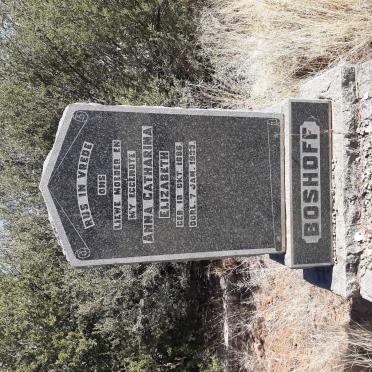 RUS IN VREDE
ONS
LIEWE MOEDER EN
MY EGGENOTE
ANNA CATHARINA
ELIZABETH
GEB. 10 OKT. 1886
OORL. 7 JAN. 
BOSHOFF